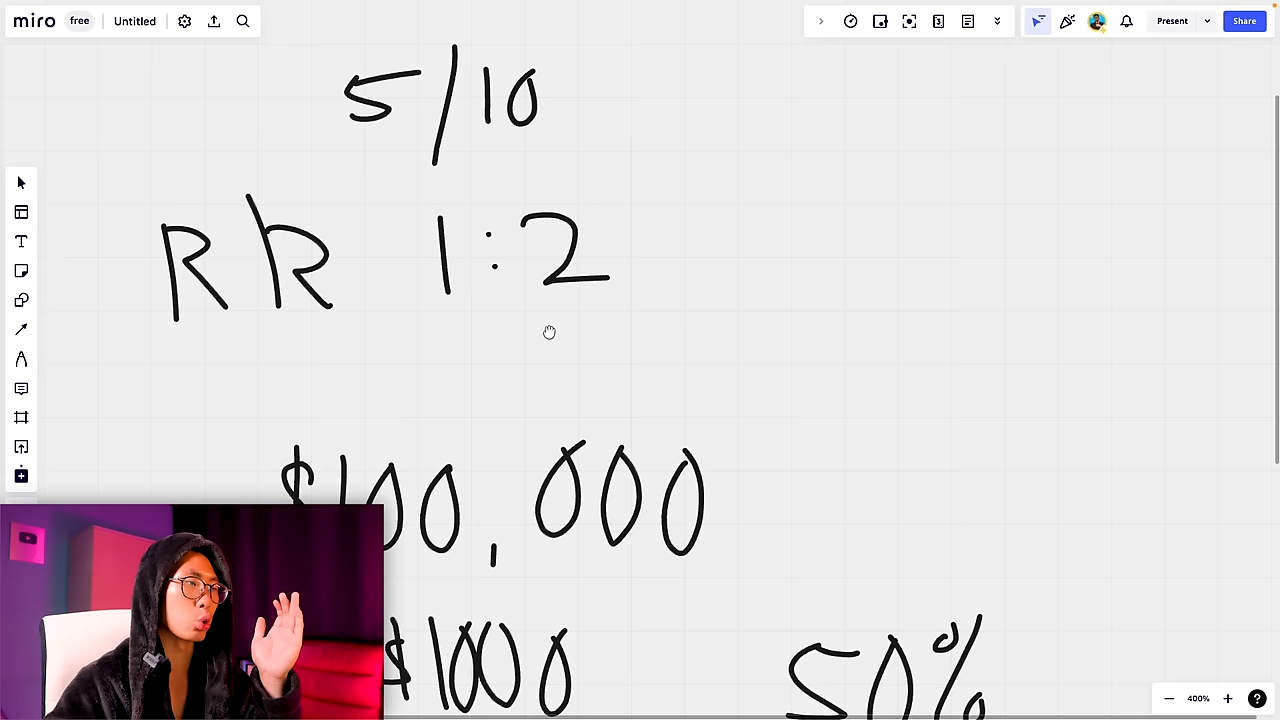 miro free Untitled Present Share
5/10
RR 1:2
$100,000
$1000 50%
400%